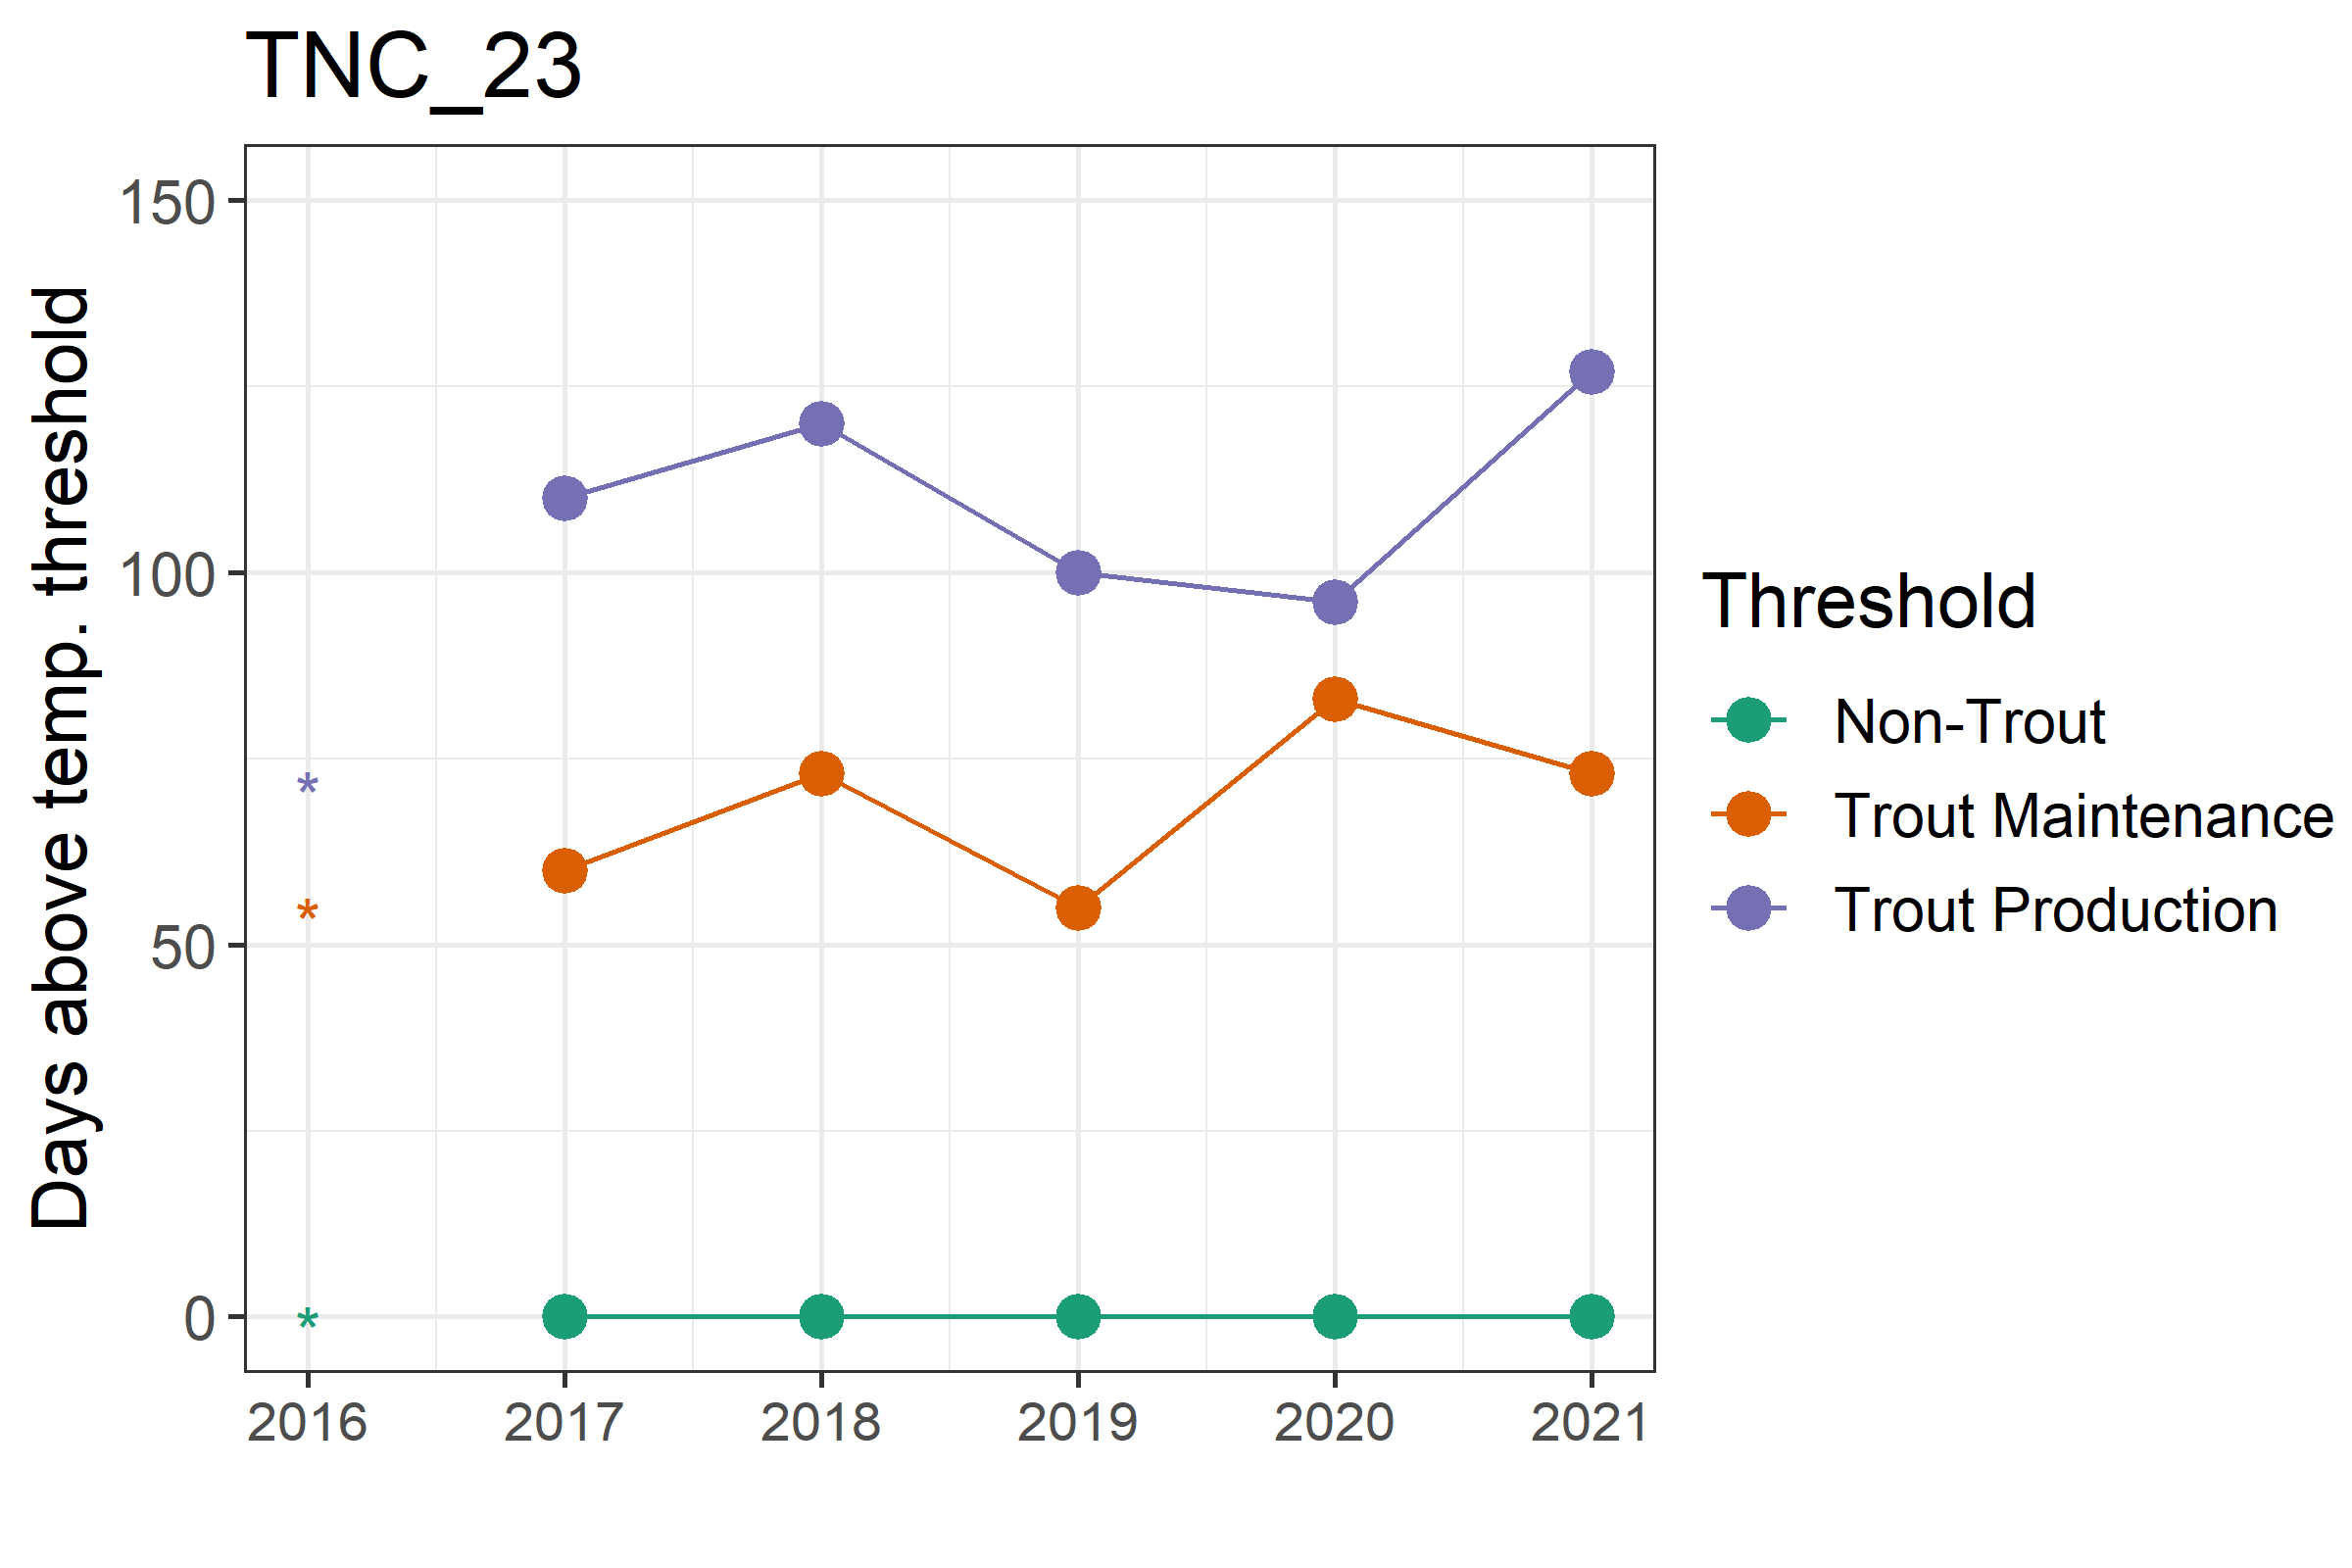 TNC_23
Days above temp. threshold
150
100
50
0
*
*
*
2016 2017 2018 2019 2020 2021
Threshold
Non-Trout
Trout Maintenance
Trout Production